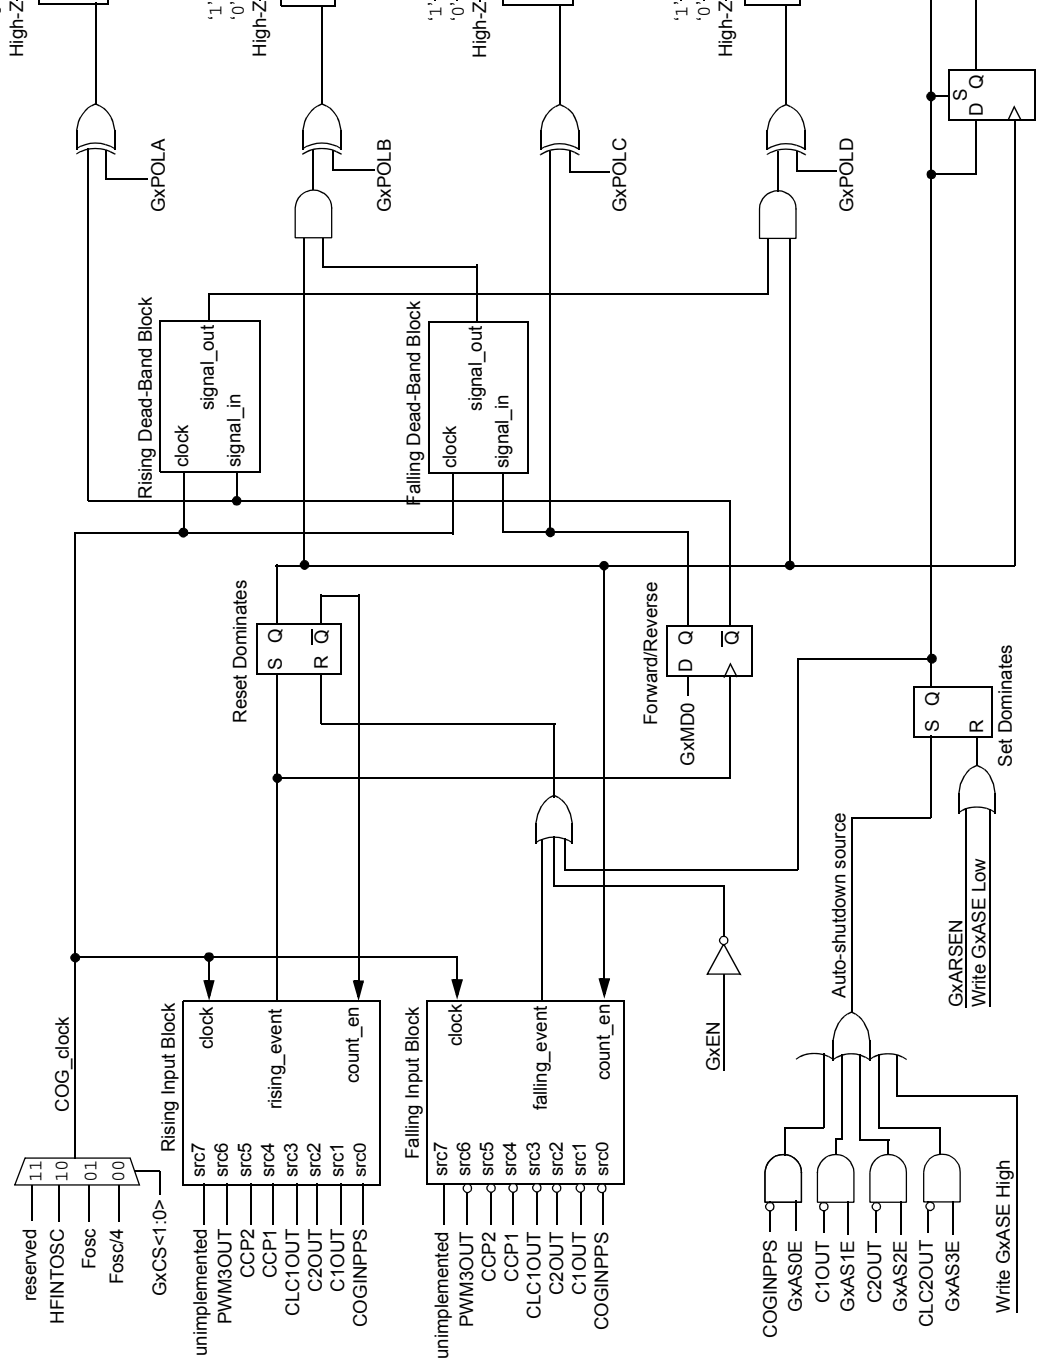 reserved
HFINTOSC
Fosc
Fosc/4
11
10
01
00
GxCS<1:0>
COG_clock
Rising Input Block
clock
rising_event
count_en
src7
src6
src5
src4
src3
src2
src1
src0
unimplemented
PWM3OUT
CCP2
CCP1
CLC1OUT
C2OUT
C1OUT
COGINPPS
Falling Input Block
clock
falling_event
count_en
src7
src6
src5
src4
src3
src2
src1
src0
unimplemented
PWM3OUT
CCP2
CCP1
CLC1OUT
C2OUT
C1OUT
COGINPPS
GxEN
COGINPPS
GxAS0E
C1OUT
GxAS1E
C2OUT
GxAS2E
CLC2OUT
GxAS3E
Write GxASE High
Auto-shutdown source
GxARSEN
Write GxASE Low
S Q
R
Set Dominates
Reset Dominates
S Q
R Q
Forward/Reverse
GxMD0
D Q
Q
Rising Dead-Band Block
clock
signal_out
signal_in
Falling Dead-Band Block
clock
signal_out
signal_in
GxPOLA
GxPOLB
GxPOLC
GxPOLD
High-Z
'1'
'0'
High-Z
'1'
'0'
High-Z
'1'
'0'
High-Z
S
D Q